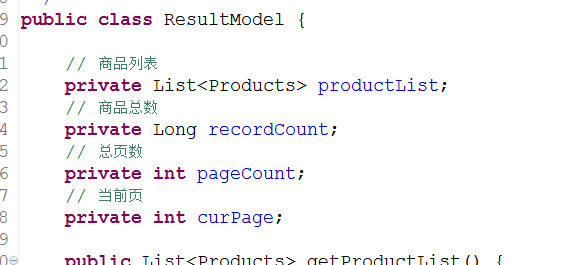 9 public class ResultModel {
0
1 // 商品列表
2 private List<Products> productList;
3 // 商品总数
4 private Long recordCount;
5 // 总页数
6 private int pageCount;
7 // 当前页
8 private int curPage;
9
0 public List<Products> getProductList() {